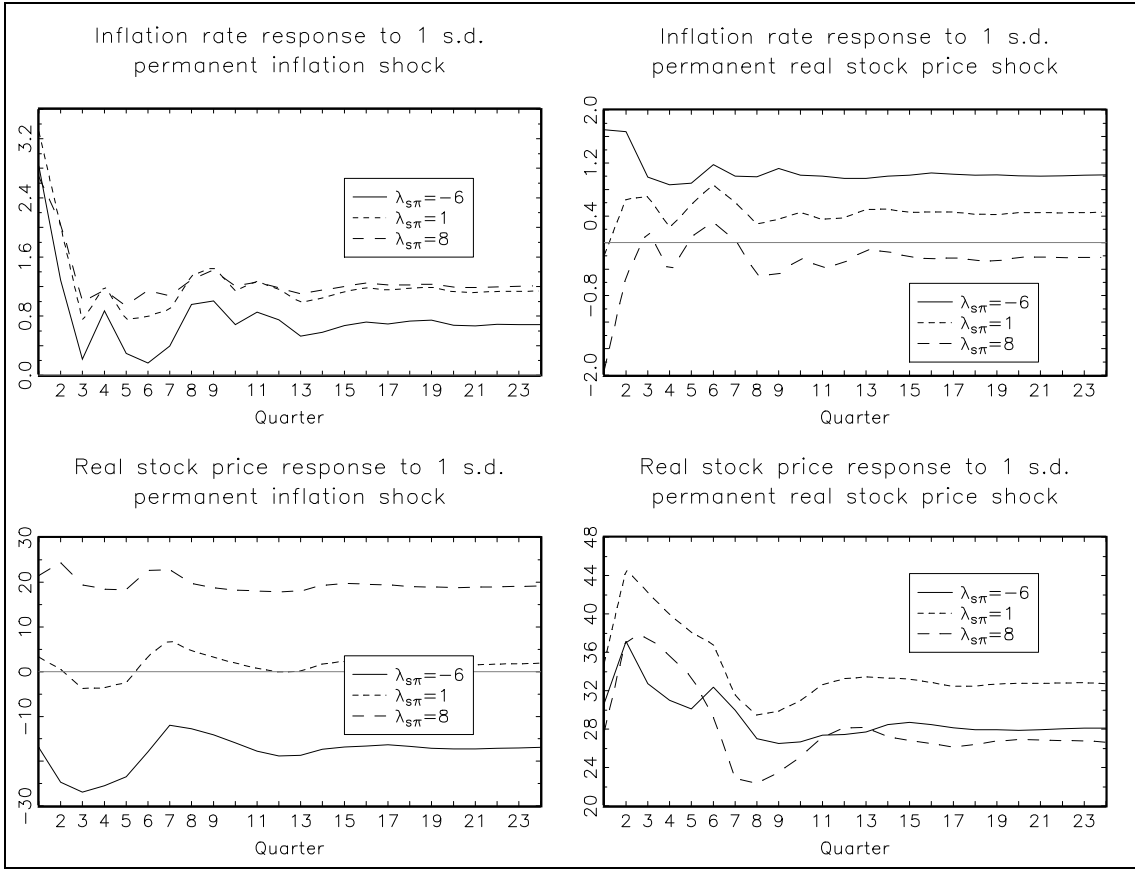 Inflation rate response to 1 s.d.
permanent inflation shock
3.2
2.4
1.6
0.8
0.0
λsπ=−6
λsπ=1
λsπ=8
2 3 4 5 6 7 8 9 11 13 15 17 19 21 23
Quarter
Inflation rate response to 1 s.d.
permanent real stock price shock
2.0
1.2
0.4
−0.8
−2.0
λsπ=−6
λsπ=1
λsπ=8
2 3 4 5 6 7 8 9 11 13 15 17 19 21 23
Quarter
Real stock price response to 1 s.d.
permanent inflation shock
30
20
10
0
−10
−30
λsπ=−6
λsπ=1
λsπ=8
2 3 4 5 6 7 8 9 11 13 15 17 19 21 23
Quarter
Real stock price response to 1 s.d.
permanent real stock price shock
48
44
40
36
32
28
24
20
λsπ=−6
λsπ=1
λsπ=8
2 3 4 5 6 7 8 9 11 13 15 17 19 21 23
Quarter